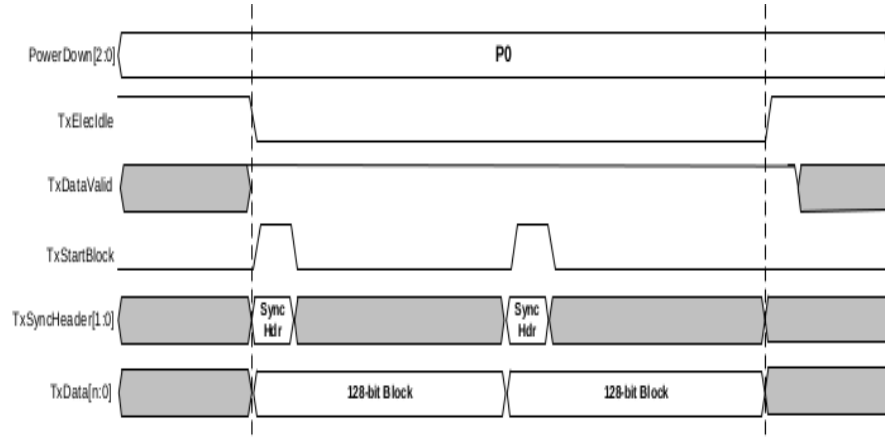 PowerDown[2:0]
P0
TxElecIdle
TxDataValid
TxStartBlock
TxSyncHeader[1:0]
Sync
Hdr
Sync
Hdr
TxData[n:0]
128-bit Block
128-bit Block